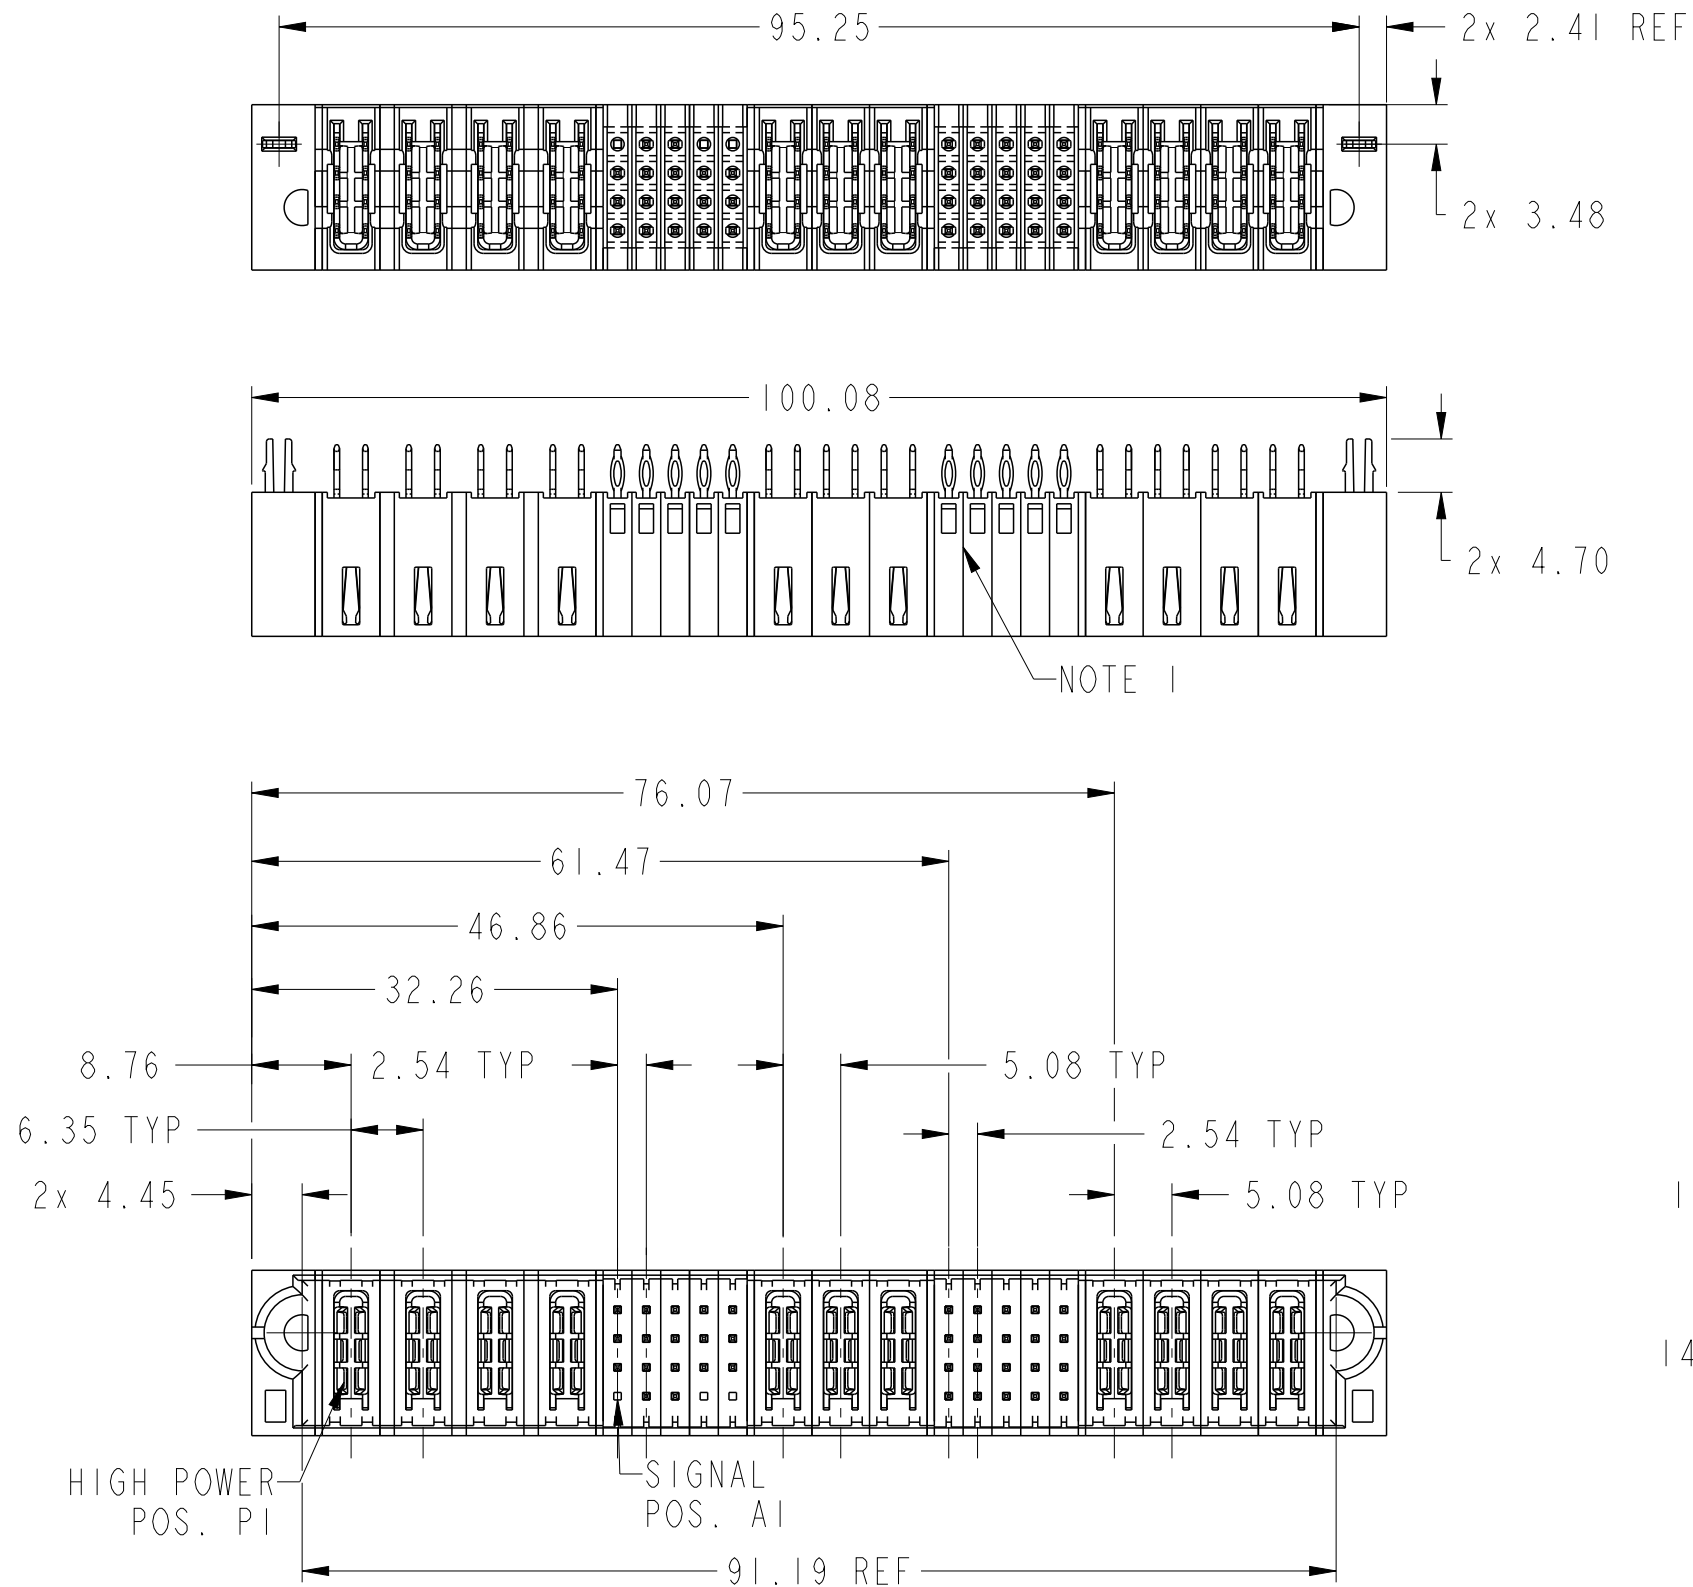 95.25
2x 2.41 REF
2x 3.48
100.08
2x 4.70
NOTE 1
76.07
61.47
46.86
32.26
8.76
2.54 TYP
5.08 TYP
6.35 TYP
2.54 TYP
2x 4.45
5.08 TYP
1
14
HIGH POWER
POS. P1
SIGNAL
POS. A1
91.19 REF